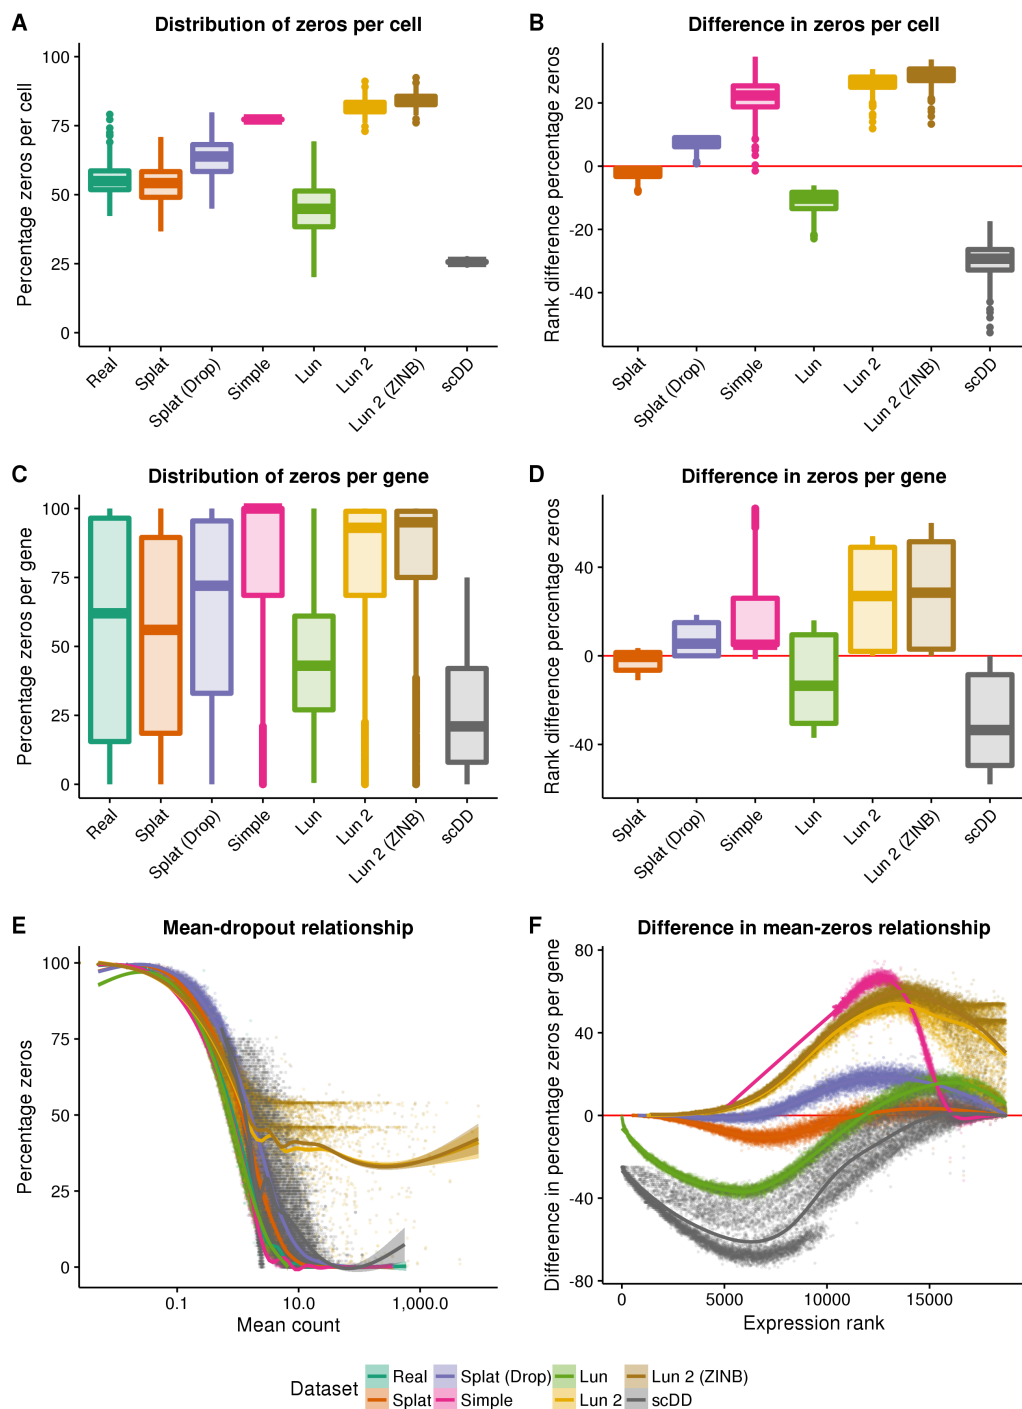 A
Distribution of zeros per cell
Percentage zeros per cell
100
75
50
25
0
Real
Splat
Splat (Drop)
Simple
Lun
Lun 2
Lun 2 (ZINB)
scDD
B
Difference in zeros per cell
Rank difference percentage zeros
20
0
-20
-40
Splat
Splat (Drop)
Simple
Lun
Lun 2
Lun 2 (ZINB)
scDD
C
Distribution of zeros per gene
Percentage zeros per gene
100
75
50
25
0
Real
Splat
Splat (Drop)
Simple
Lun
Lun 2
Lun 2 (ZINB)
scDD
D
Difference in zeros per gene
Rank difference percentage zeros
40
0
-40
Splat
Splat (Drop)
Simple
Lun
Lun 2
Lun 2 (ZINB)
scDD
E
Mean-dropout relationship
Percentage zeros
100
75
50
25
0
0.1
10.0
1,000.0
Mean count
F
Difference in mean-zeros relationship
Difference in percentage zeros per gene
80
40
0
-40
-80
0
5000
10000
15000
Expression rank
Dataset
Real
Splat
Splat (Drop)
Simple
Lun
Lun 2
Lun 2 (ZINB)
scDD